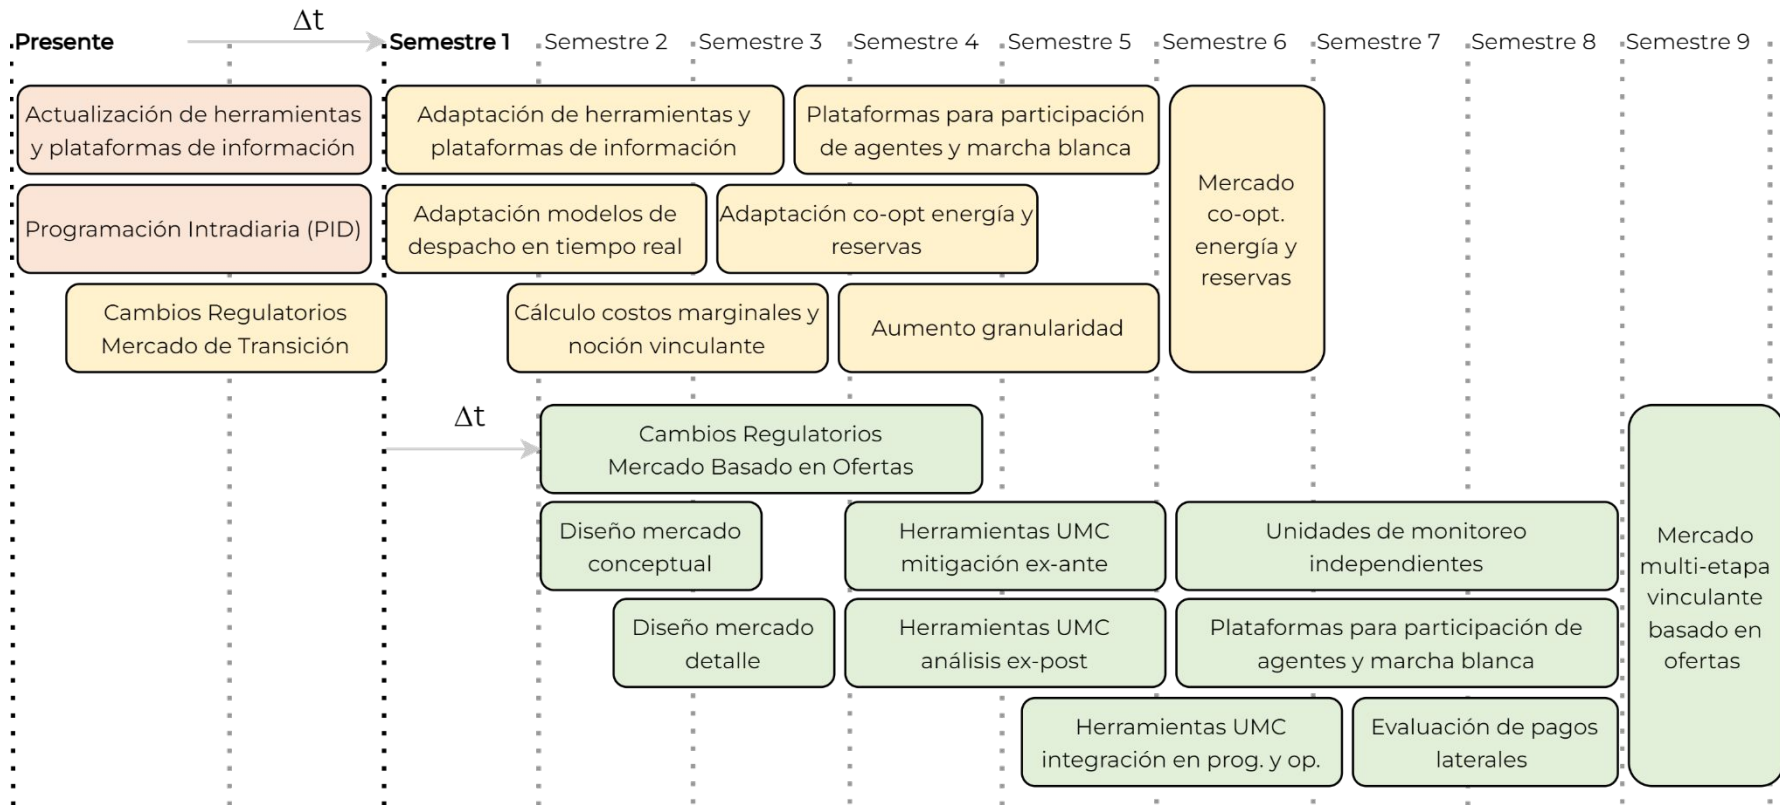 Δt
Presente
Semestre 1
Semestre 2
Semestre 3
Semestre 4
Semestre 5
Semestre 6
Semestre 7
Semestre 8
Semestre 9
Actualización de herramientas
y plataformas de información
Adaptación de herramientas y
plataformas de información
Plataformas para participación
de agentes y marcha blanca
Mercado
co-opt.
energía y
reservas
Programación Intradiaria (PID)
Adaptación modelos de
despacho en tiempo real
Adaptación co-opt energía y
reservas
Cambios Regulatorios
Mercado de Transición
Cálculo costos marginales y
noción vinculante
Aumento granularidad
Δt
Cambios Regulatorios
Mercado Basado en Ofertas
Diseño mercado
conceptual
Herramientas UMC
mitigación ex-ante
Unidades de monitoreo
independientes
Mercado
multi-etapa
vinculante
basado en
ofertas
Diseño mercado
detalle
Herramientas UMC
análisis ex-post
Plataformas para participación de
agentes y marcha blanca
Herramientas UMC
integración en prog. y op.
Evaluación de pagos
laterales